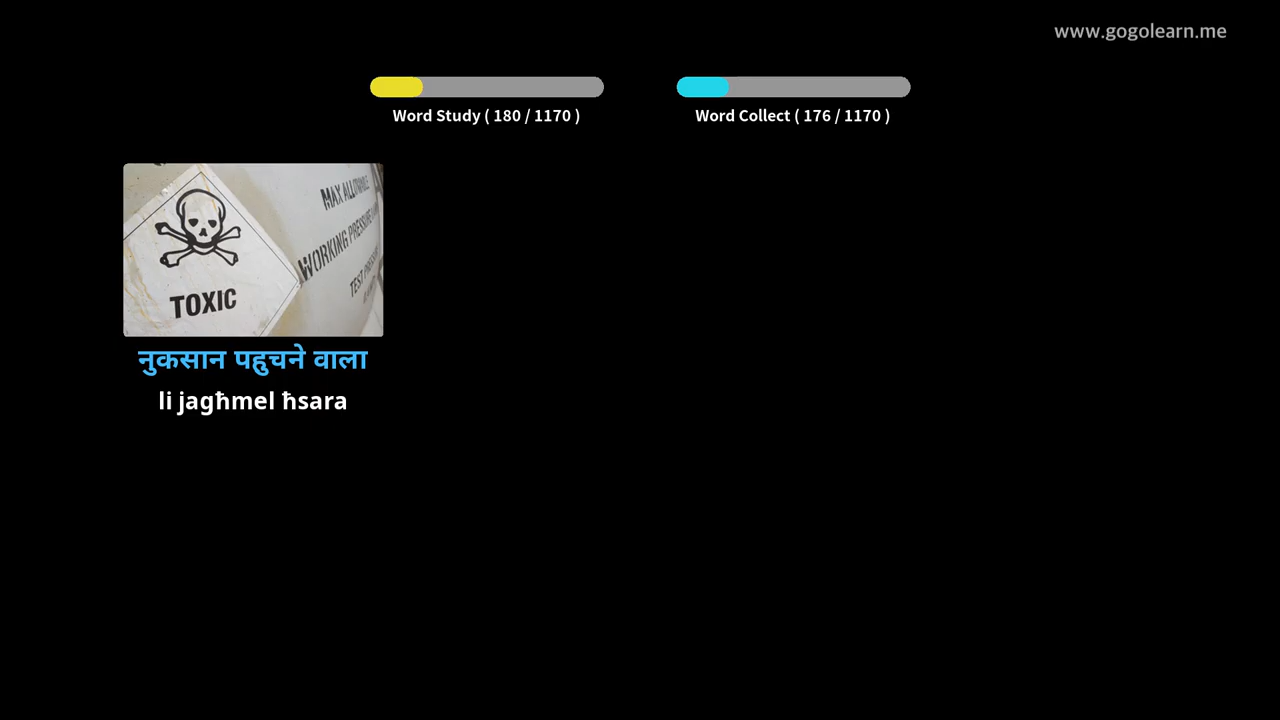 www.gogolearn.me
Word Study ( 180 / 1170 )
Word Collect ( 176 / 1170 )
MAX ALLOWABLE
WORKING PRESSURE
TEST
TOXIC
नुकसान पहुचने वाला
li jagħmel ħsara